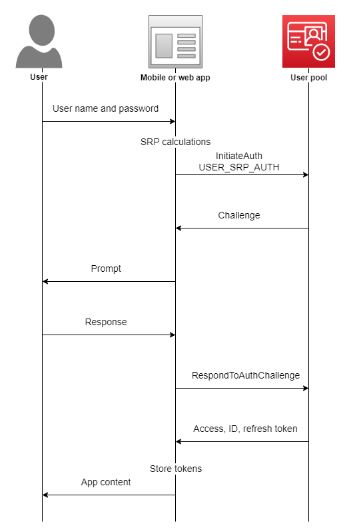 User
Mobile or web app
User pool
User name and password
SRP calculations
InitiateAuth
USER_SRP_AUTH
Challenge
Prompt
Response
RespondToAuthChallenge
Access, ID, refresh token
Store tokens
App content